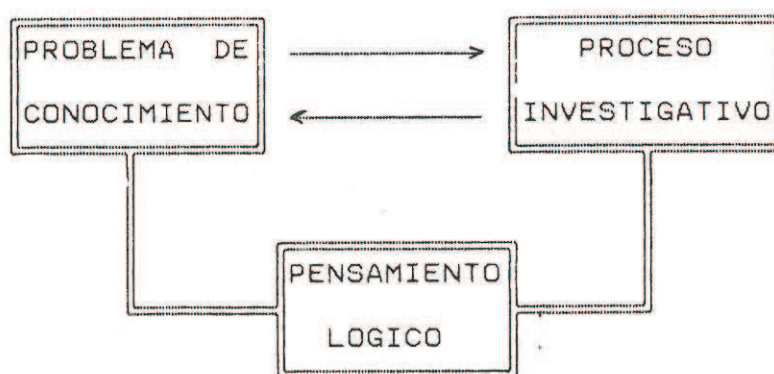 PROBLEMA DE
CONOCIMIENTO
PROCESO
INVESTIGATIVO
PENSAMIENTO
LOGICO